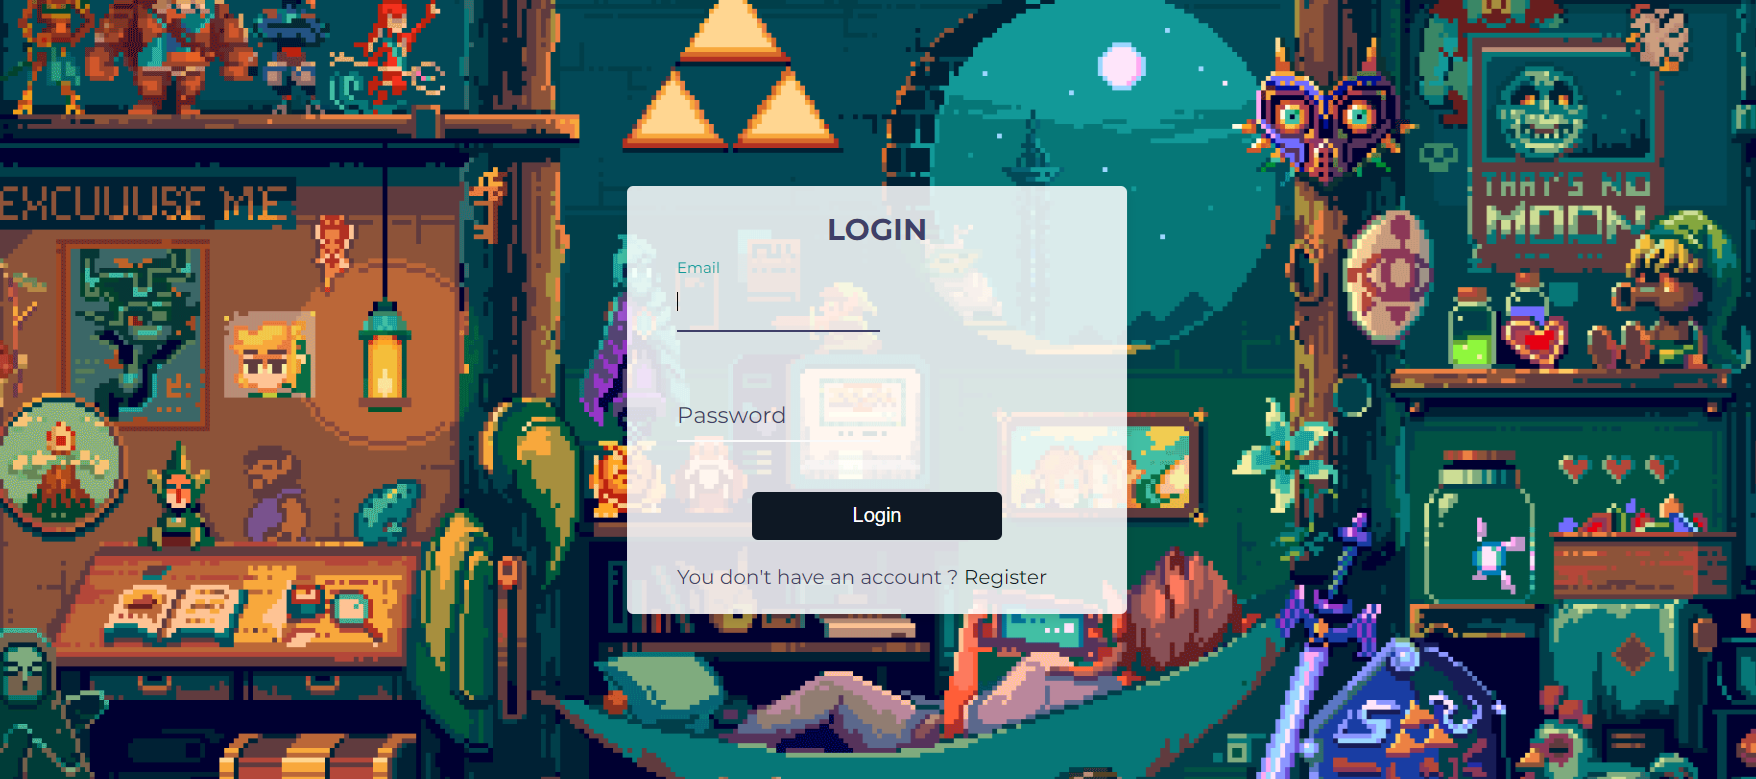 EXCUUUSE ME
THAT'S NO
MOON
LOGIN
Email
Password
Login
You don't have an account ? Register